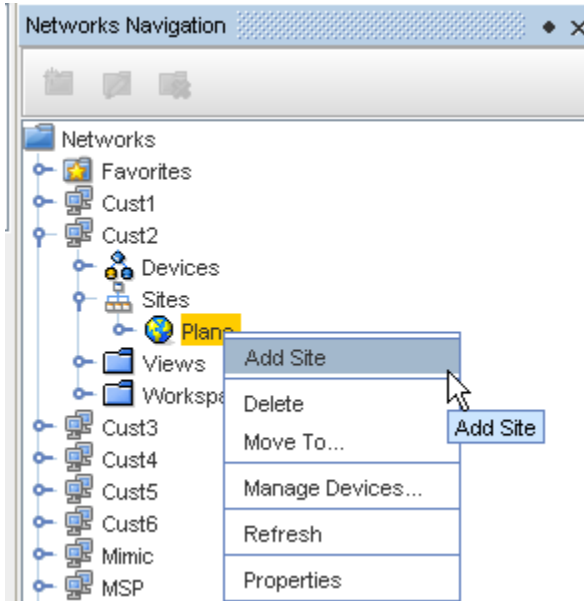 Networks Navigation
Networks
Favorites
Cust1
Cust2
Devices
Sites
Plano
Views
Cust3
Cust4
Cust5
Cust6
Mimic
MSP
Add Site
Delete
Move To...
Manage Devices...
Refresh
Properties
Add Site